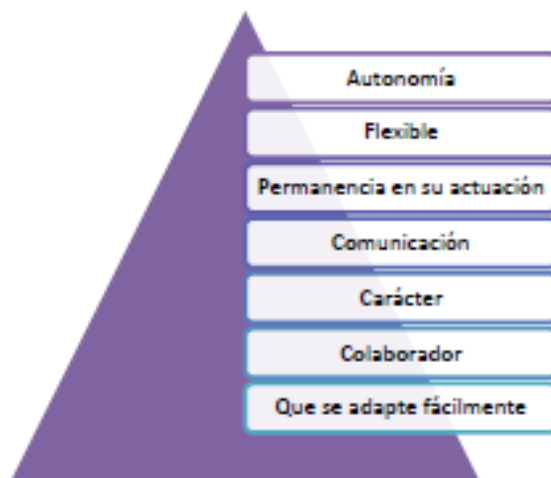 Autonomía
Flexible
Permanencia en su actuación
Comunicación
Carácter
Colaborador
Que se adapte fácilmente